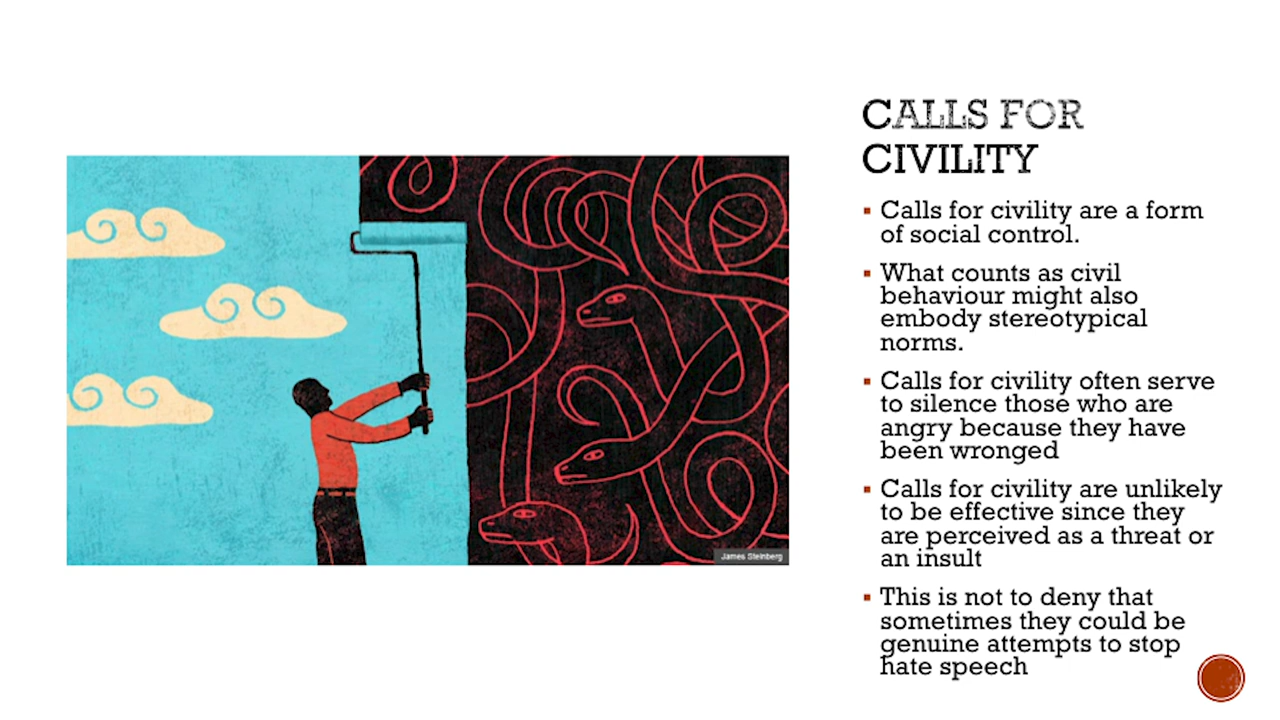 CALLS FOR
CIVILITY
▪ Calls for civility are a form
of social control.
▪ What counts as civil
behaviour might also
embody stereotypical
norms.
▪ Calls for civility often serve
to silence those who are
angry because they have
been wronged
▪ Calls for civility are unlikely
to be effective since they
are perceived as a threat or
an insult
▪ This is not to deny that
sometimes they could be
genuine attempts to stop
hate speech
James Steinberg